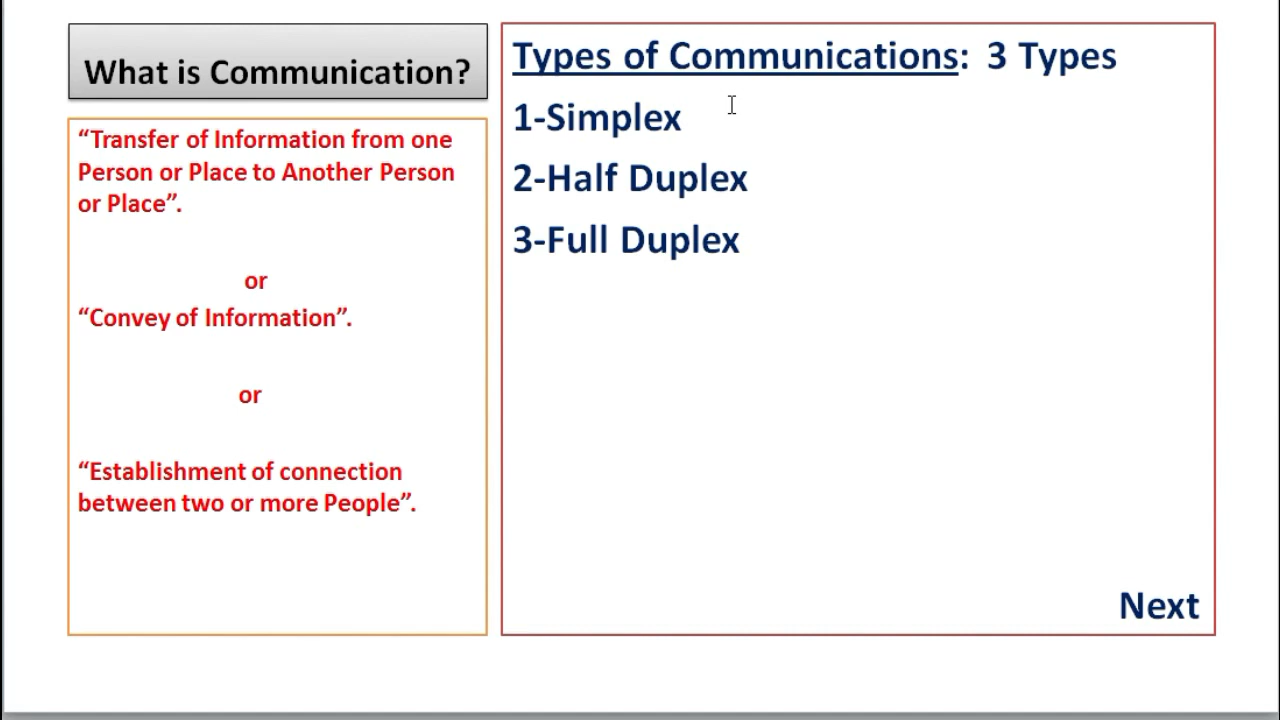 What is Communication?
“Transfer of Information from one
Person or Place to Another Person
or Place”.
or
“Convey of Information”.
or
“Establishment of connection
between two or more People”.
Types of Communications: 3 Types
1-Simplex
2-Half Duplex
3-Full Duplex
Next